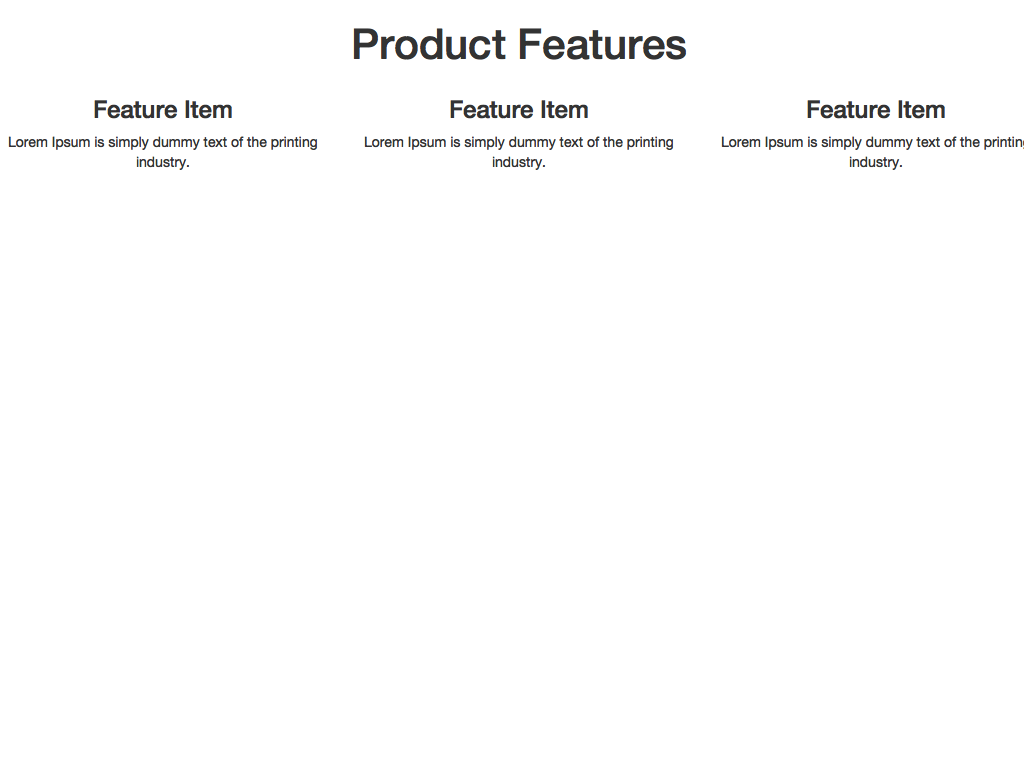 Product Features
Feature Item
Lorem Ipsum is simply dummy text of the printing
industry.
Feature Item
Lorem Ipsum is simply dummy text of the printing
industry.
Feature Item
Lorem Ipsum is simply dummy text of the printing
industry.